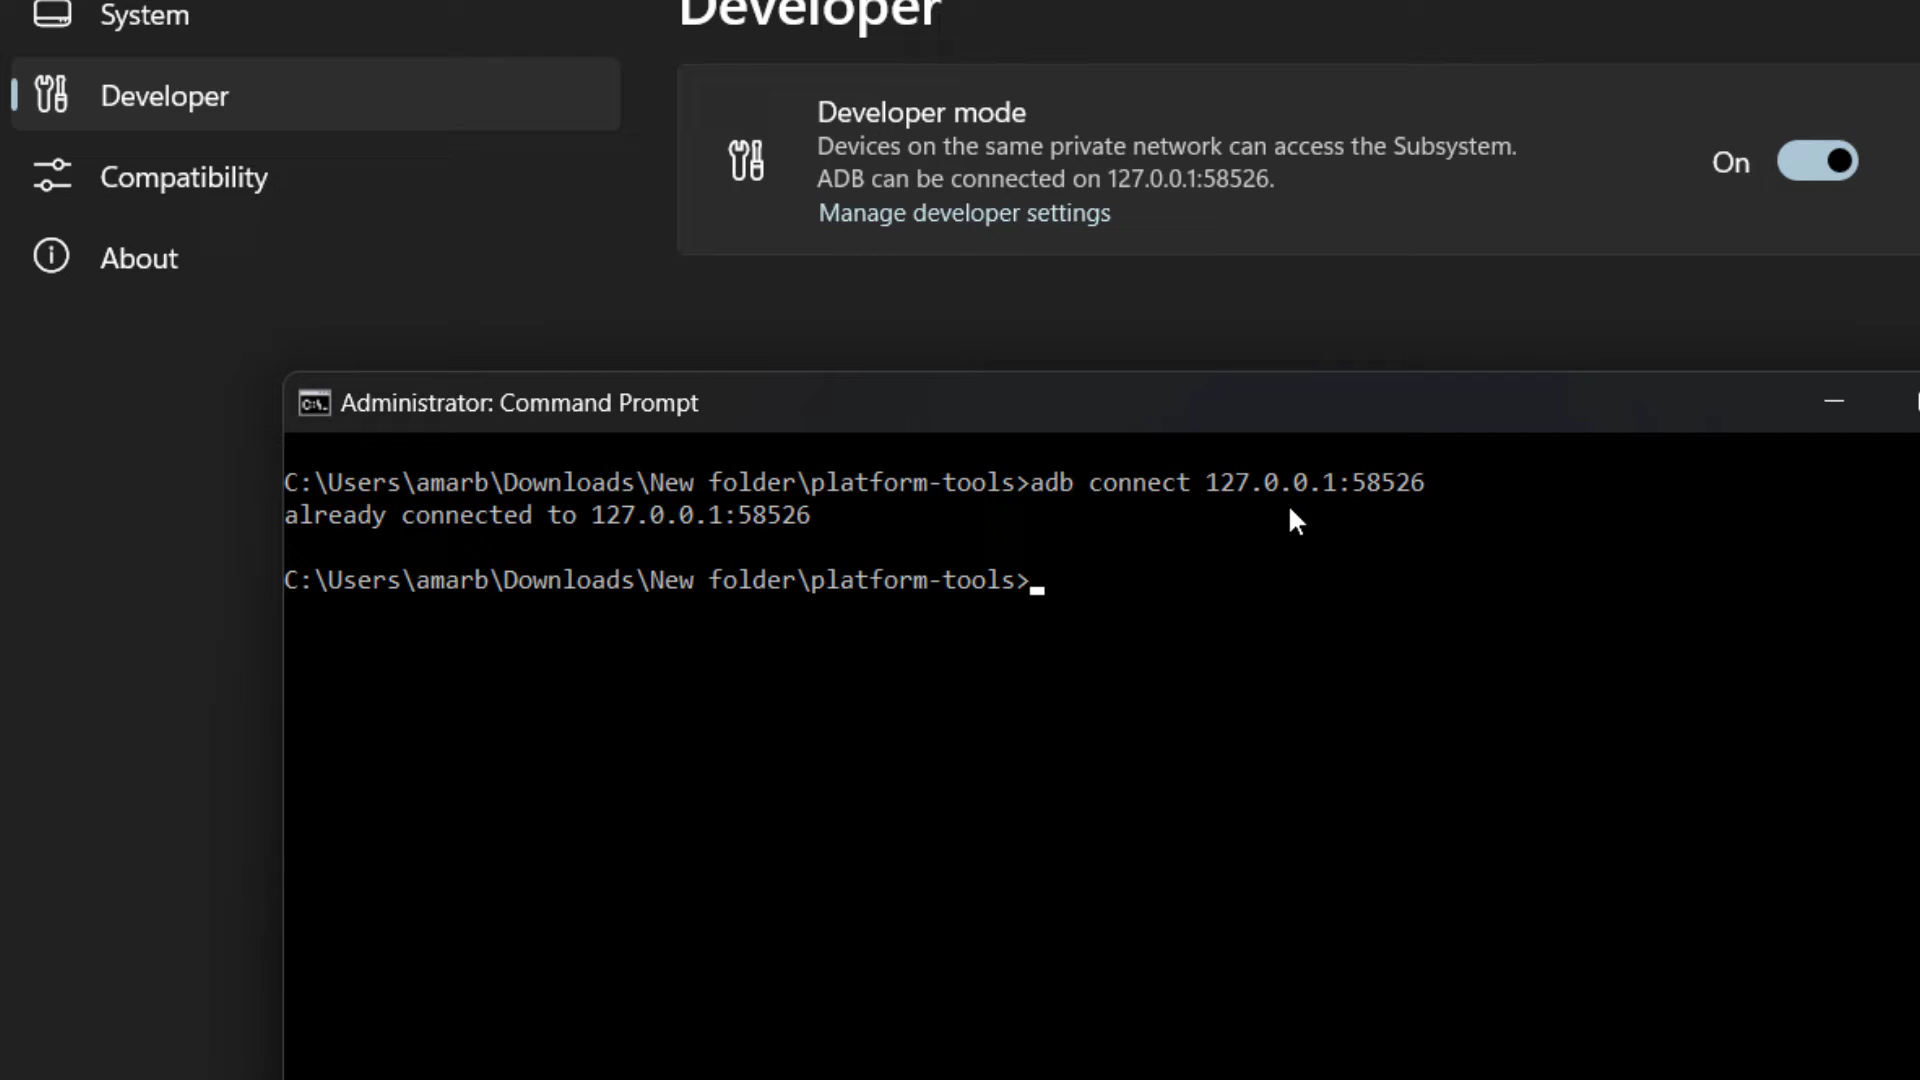 System
Developer
Developer
Developer mode
Devices on the same private network can access the Subsystem.
On
ADB can be connected on 127.0.0.1:58526.
Compatibility
Manage developer settings
About
Administrator: Command Prompt
C:\Users\amarb\Downloads\New folder\platform-tools>adb connect 127.0.0.1:58526
already connected to 127.0.0.1:58526
C:\Users\amarb\Downloads\New folder\platform-tools>